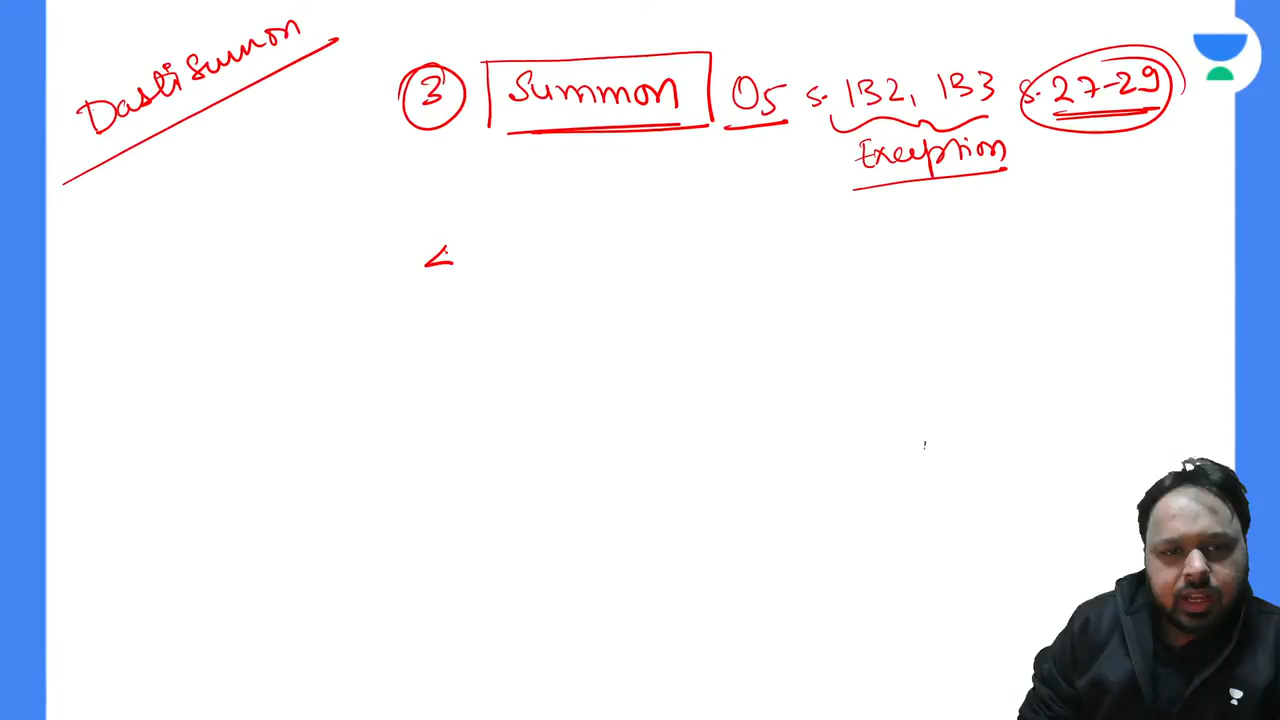 Dasti Summon
③ Summon O5 s. 132, 133 s. 27-29
Exception